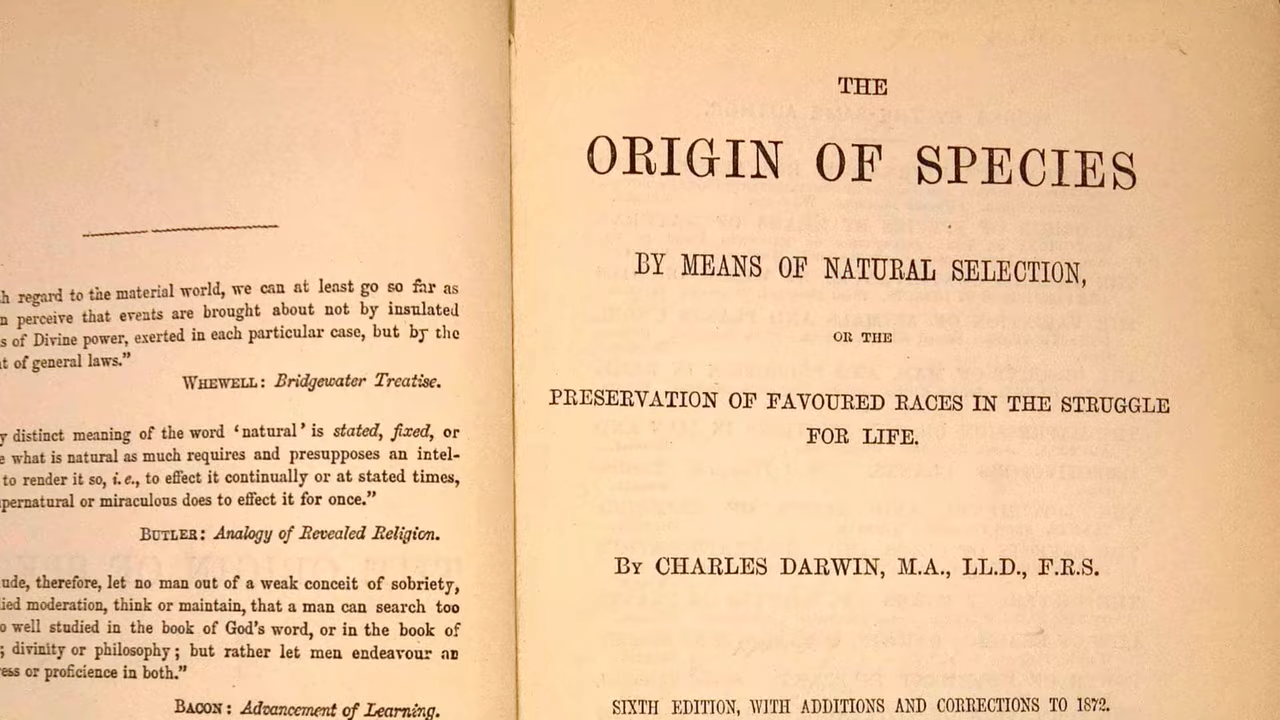 h regard to the material world, we can at least go so far as
n perceive that events are brought about not by insulated
s of Divine power, exerted in each particular case, but by the
t of general laws.”
WHEWELL: Bridgewater Treatise.
y distinct meaning of the word ‘natural’ is stated, fixed, or
e what is natural as much requires and presupposes an intel-
to render it so, i.e., to effect it continually or at stated times,
pernatural or miraculous does to effect it for once.”
BUTLER: Analogy of Revealed Religion.
ude, therefore, let no man out of a weak conceit of sobriety,
ied moderation, think or maintain, that a man can search too
o well studied in the book of God’s word, or in the book of
; divinity or philosophy; but rather let men endeavour an
ess or proficience in both.”
BACON: Advancement of Learning.
THE
ORIGIN OF SPECIES
BY MEANS OF NATURAL SELECTION,
OR THE
PRESERVATION OF FAVOURED RACES IN THE STRUGGLE
FOR LIFE.
By CHARLES DARWIN, M.A., LL.D., F.R.S.
SIXTH EDITION, WITH ADDITIONS AND CORRECTIONS TO 1872.